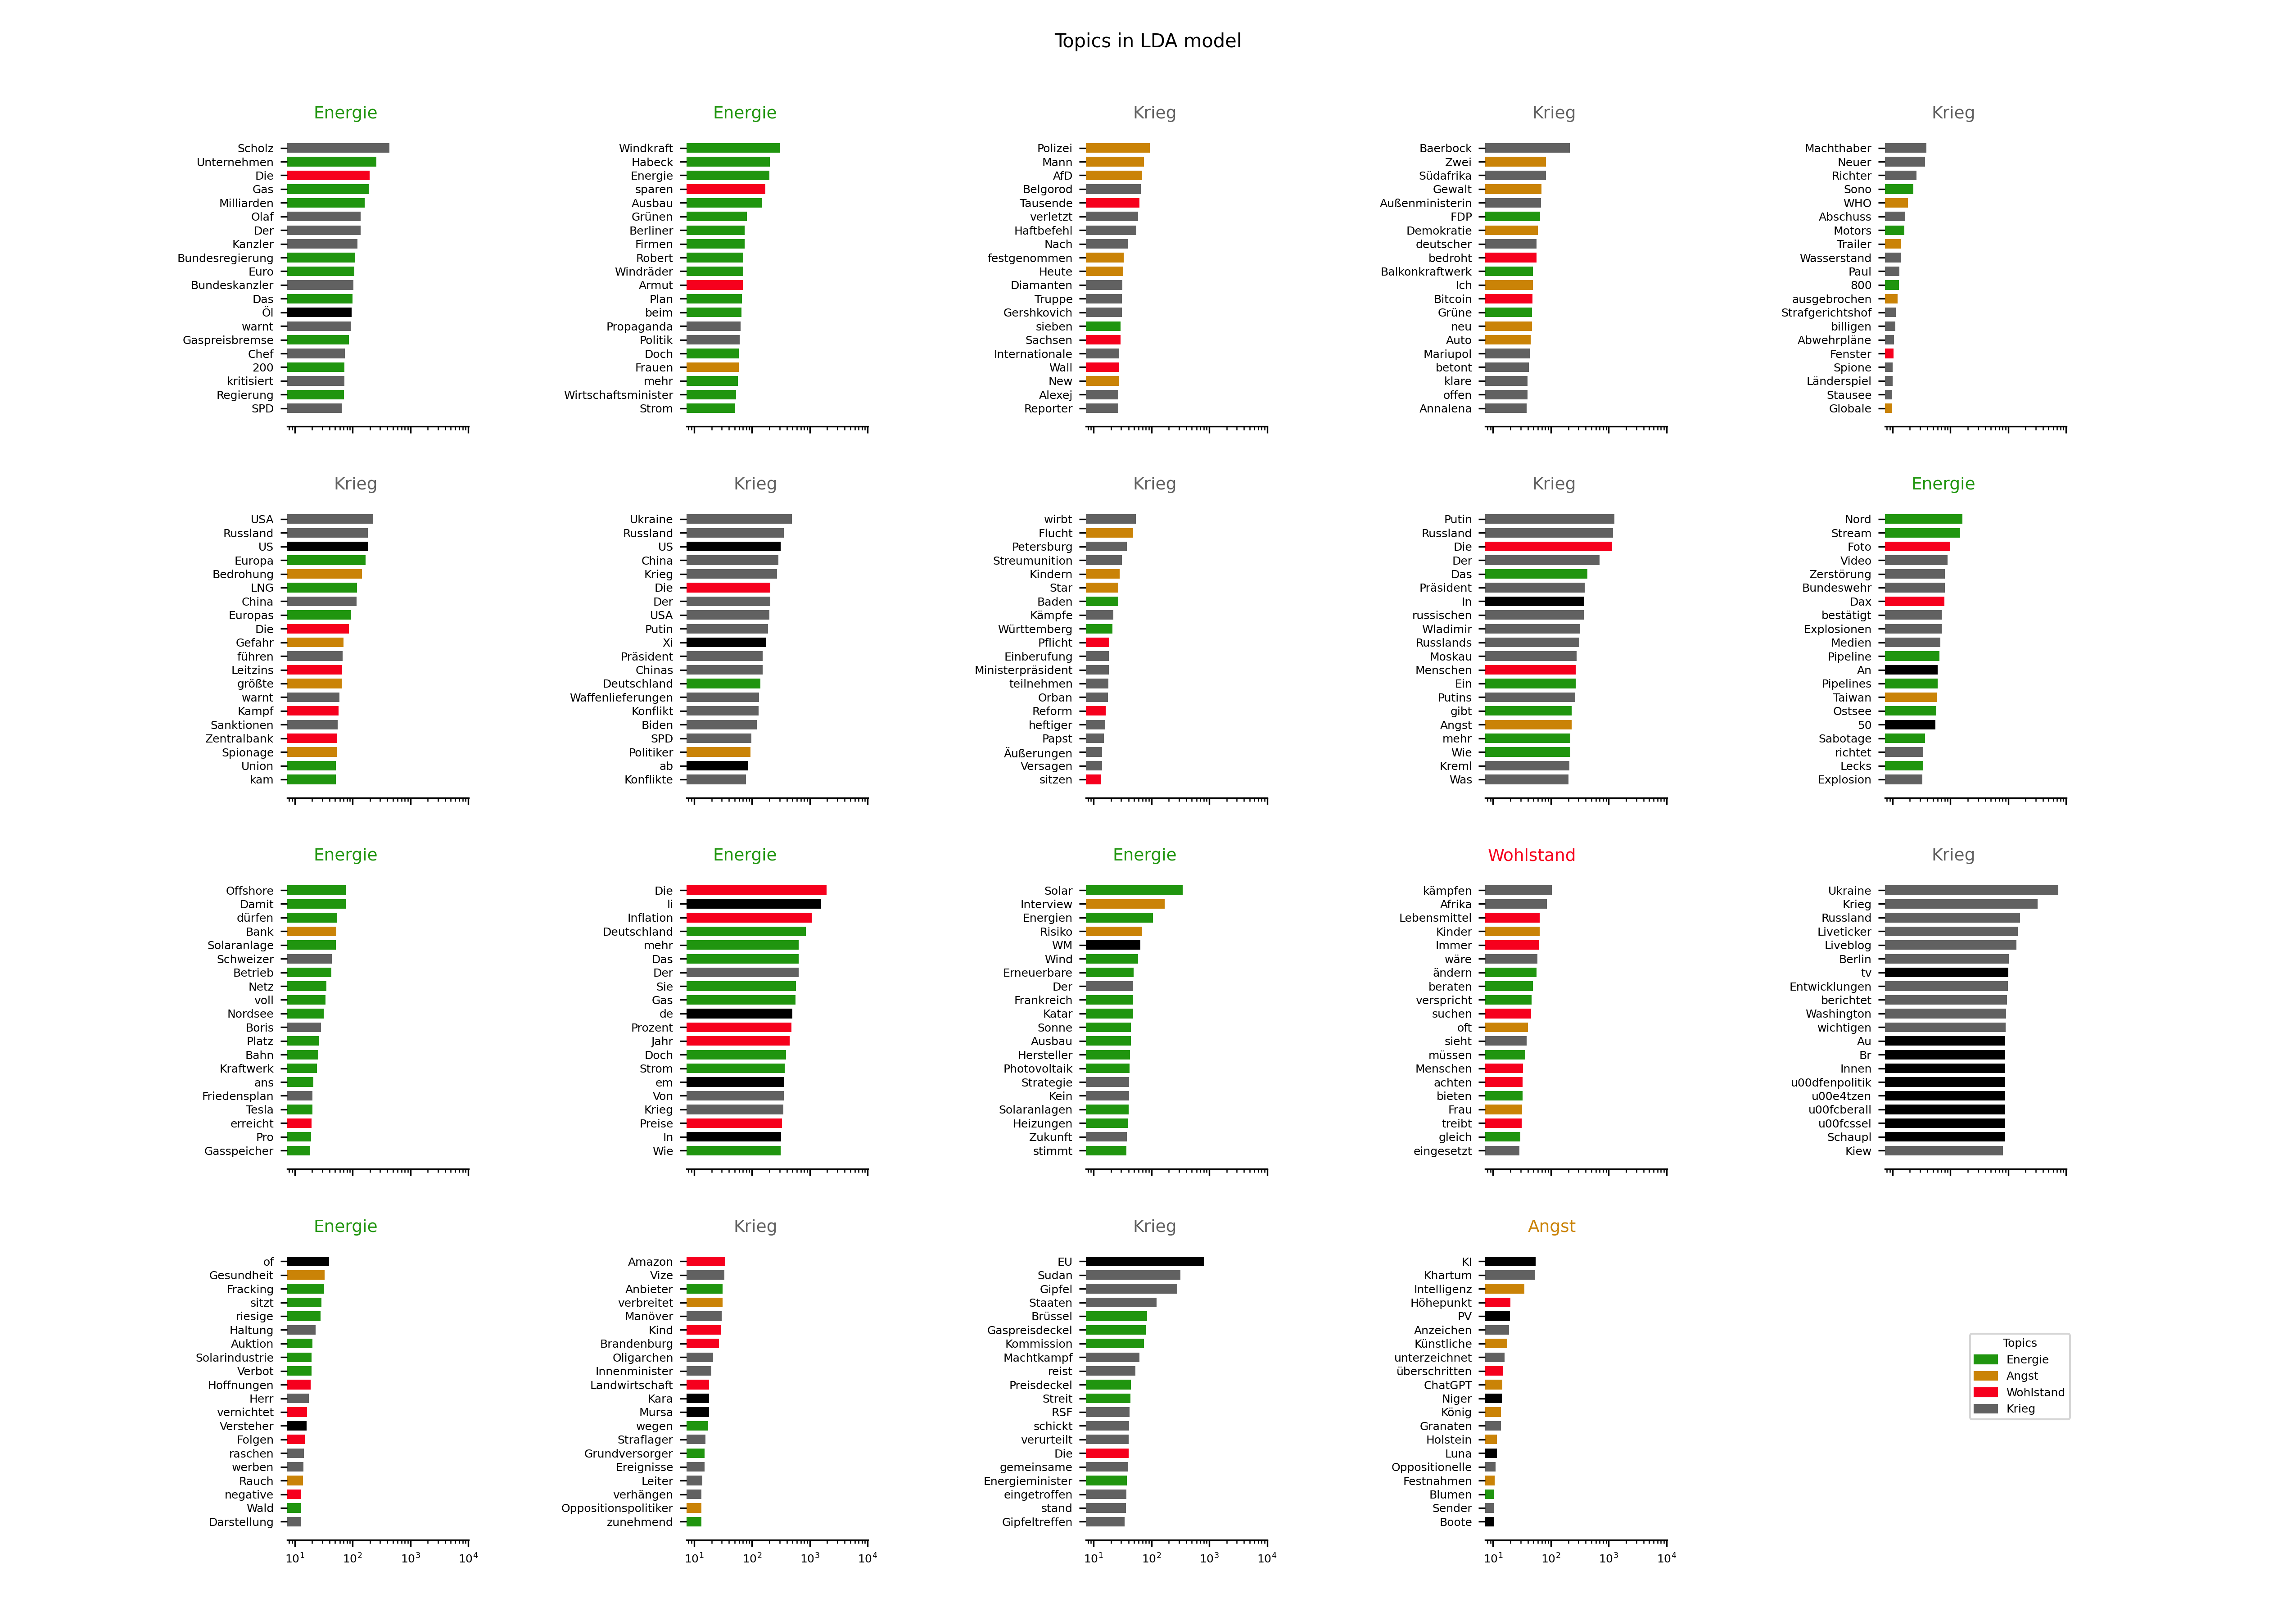 Topics in LDA model
Energie
Scholz
Unternehmen
Die
Gas
Milliarden
Olaf
Der
Kanzler
Bundesregierung
Euro
Bundeskanzler
Das
Öl
warnt
Gaspreisbremse
Chef
200
kritisiert
Regierung
SPD
Energie
Windkraft
Habeck
Energie
sparen
Ausbau
Grünen
Berliner
Firmen
Robert
Windräder
Armut
Plan
beim
Propaganda
Politik
Doch
Frauen
mehr
Wirtschaftsminister
Strom
Krieg
Polizei
Mann
AfD
Belgorod
Tausende
verletzt
Haftbefehl
Nach
festgenommen
Heute
Diamanten
Truppe
Gershkovich
sieben
Sachsen
Internationale
Wall
New
Alexej
Reporter
Krieg
Baerbock
Zwei
Südafrika
Gewalt
Außenministerin
FDP
Demokratie
deutscher
bedroht
Balkonkraftwerk
Ich
Bitcoin
Grüne
neu
Auto
Mariupol
betont
klare
offen
Annalena
Krieg
Machthaber
Neuer
Richter
Sono
WHO
Abschuss
Motors
Trailer
Wasserstand
Paul
800
ausgebrochen
Strafgerichtshof
billigen
Abwehrpläne
Fenster
Spione
Länderspiel
Stausee
Globale
Krieg
USA
Russland
US
Europa
Bedrohung
LNG
China
Europas
Die
Gefahr
führen
Leitzins
größte
warnt
Kampf
Sanktionen
Zentralbank
Spionage
Union
kam
Krieg
Ukraine
Russland
US
China
Krieg
Die
Der
USA
Putin
Xi
Präsident
Chinas
Deutschland
Waffenlieferungen
Konflikt
Biden
SPD
Politiker
ab
Konflikte
Krieg
wirbt
Flucht
Petersburg
Streumunition
Kindern
Star
Baden
Kämpfe
Württemberg
Pflicht
Einberufung
Ministerpräsident
teilnehmen
Orban
Reform
heftiger
Papst
Äußerungen
Versagen
sitzen
Krieg
Putin
Russland
Die
Der
Das
Präsident
In
russischen
Wladimir
Russlands
Moskau
Menschen
Ein
Putins
gibt
Angst
mehr
Wie
Kreml
Was
Energie
Nord
Stream
Foto
Video
Zerstörung
Bundeswehr
Dax
bestätigt
Explosionen
Medien
Pipeline
An
Pipelines
Taiwan
Ostsee
50
Sabotage
richtet
Lecks
Explosion
Energie
Offshore
Damit
dürfen
Bank
Solaranlage
Schweizer
Betrieb
Netz
voll
Nordsee
Boris
Platz
Bahn
Kraftwerk
ans
Friedensplan
Tesla
erreicht
Pro
Gasspeicher
Energie
Die
li
Inflation
Deutschland
mehr
Das
Der
Sie
Gas
de
Prozent
Jahr
Doch
Strom
em
Von
Krieg
Preise
In
Wie
Energie
Solar
Interview
Energien
Risiko
WM
Wind
Erneuerbare
Der
Frankreich
Katar
Sonne
Ausbau
Hersteller
Photovoltaik
Strategie
Kein
Solaranlagen
Heizungen
Zukunft
stimmt
Wohlstand
kämpfen
Afrika
Lebensmittel
Kinder
Immer
wäre
ändern
beraten
verspricht
suchen
oft
sieht
müssen
Menschen
achten
bieten
Frau
treibt
gleich
eingesetzt
Krieg
Ukraine
Krieg
Russland
Liveticker
Liveblog
Berlin
tv
Entwicklungen
berichtet
Washington
wichtigen
Au
Br
Innen
u00dfenpolitik
u00e4tzen
u00fcberall
u00fcssel
Schaupl
Kiew
Energie
of
Gesundheit
Fracking
sitzt
riesige
Haltung
Auktion
Solarindustrie
Verbot
Hoffnungen
Herr
vernichtet
Versteher
Folgen
raschen
werben
Rauch
negative
Wald
Darstellung
10¹ 10² 10³ 10⁴
Krieg
Amazon
Vize
Anbieter
verbreitet
Manöver
Kind
Brandenburg
Oligarchen
Innenminister
Landwirtschaft
Kara
Mursa
wegen
Straflager
Grundversorger
Ereignisse
Leiter
verhängen
Oppositionspolitiker
zunehmend
10¹ 10² 10³ 10⁴
Krieg
EU
Sudan
Gipfel
Staaten
Brüssel
Gaspreisdeckel
Kommission
Machtkampf
reist
Preisdeckel
Streit
RSF
schickt
verurteilt
Die
gemeinsame
Energieminister
eingetroffen
stand
Gipfeltreffen
10¹ 10² 10³ 10⁴
Angst
KI
Khartum
Intelligenz
Höhepunkt
PV
Anzeichen
Künstliche
unterzeichnet
überschritten
ChatGPT
Niger
König
Granaten
Holstein
Luna
Oppositionelle
Festnahmen
Blumen
Sender
Boote
10¹ 10² 10³ 10⁴
Topics
Energie
Angst
Wohlstand
Krieg